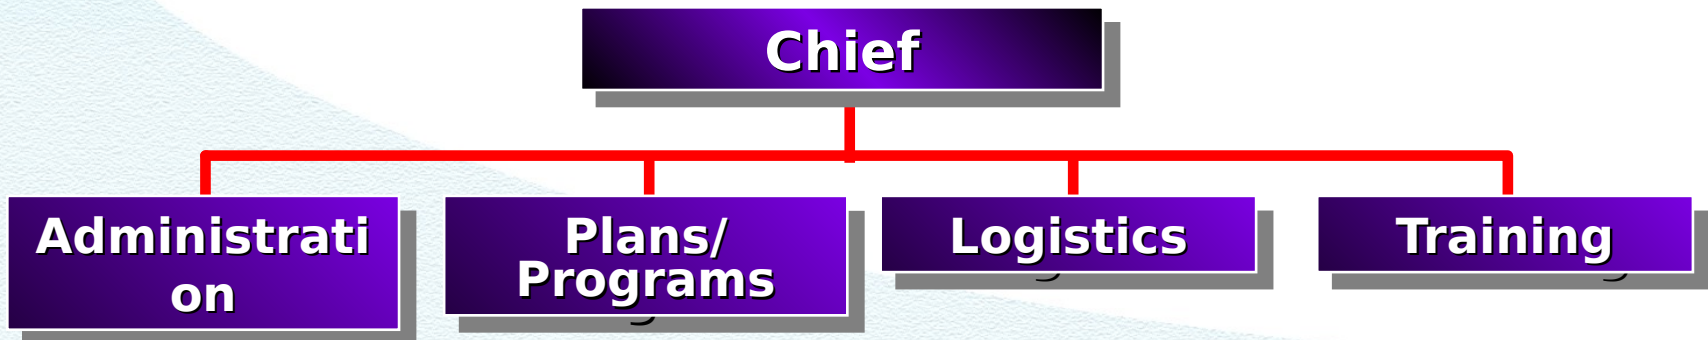 Chief
Administrati
on
Plans/
Programs
Logistics
Training